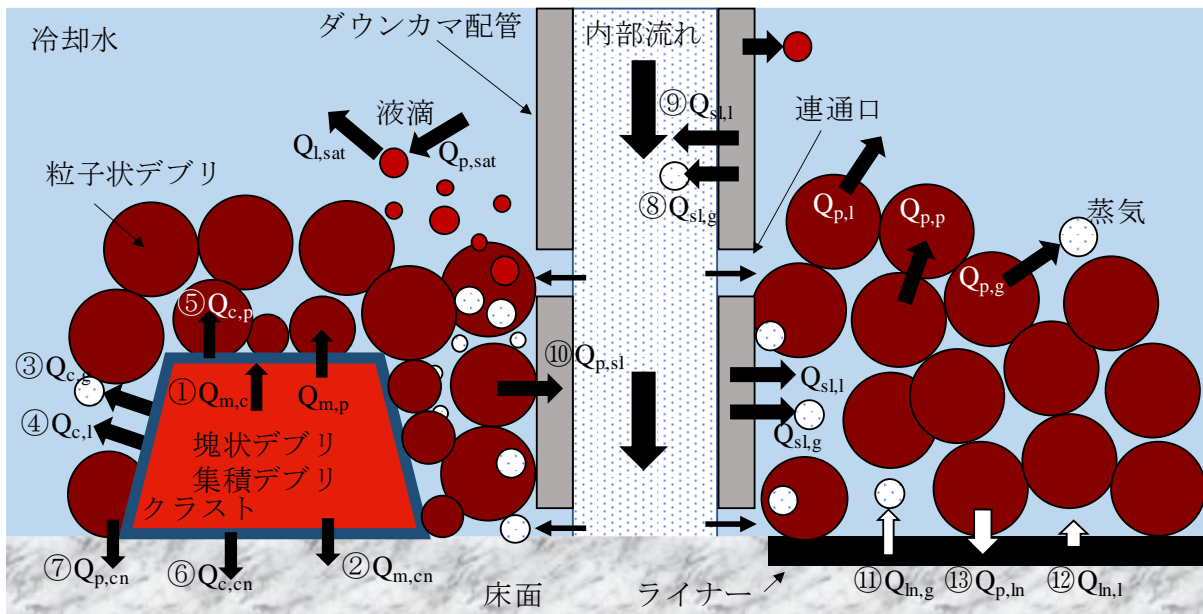 冷却水
ダウンカマ配管
内部流れ
⑨Qsl,l
連通口
液滴
Ql,sat
Qp,sat
粒子状デブリ
⑧Qsl,g
Qp,l
Qp,p
蒸気
Qp,g
⑤Qc,p
③Qc,g
⑩Qp,sl
①Qm,c
Qm,p
Qsl,l
④Qc,l
塊状デブリ
集積デブリ
Qsl,g
クラスト
⑦Qp,cn
⑥Qc,cn
②Qm,cn
床面
ライナー
⑪Qln,g
⑬Qp,ln
⑫Qln,l